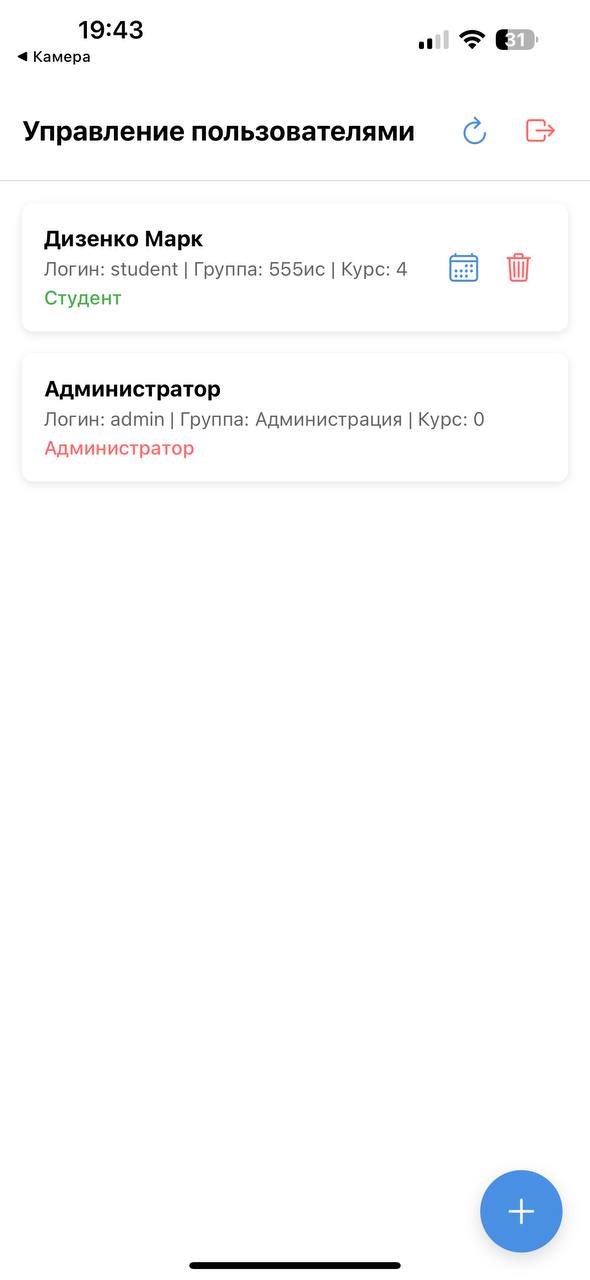 19:43
31
◀ Камера
Управление пользователями
Дизенко Марк
Логин: student | Группа: 555ис | Курс: 4
Студент
Администратор
Логин: admin | Группа: Администрация | Курс: 0
Администратор